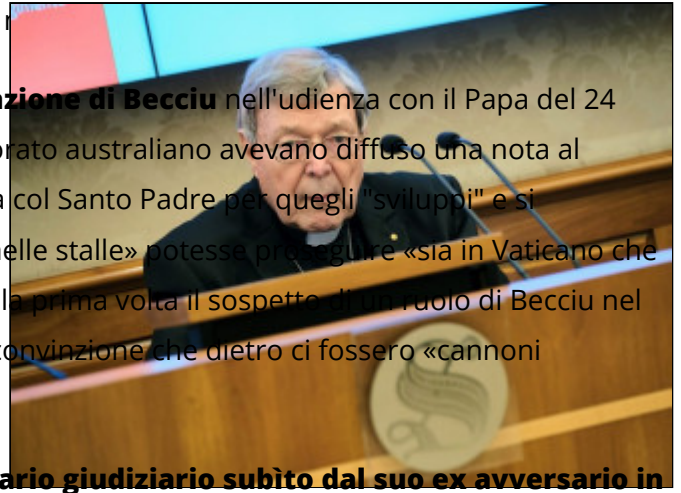 zione di Becciu nell'udienza con il Papa del 24
rato australiano avevano diffuso una nota al
col Santo Padre per quegli "sviluppi" e si
elle stalle» potesse proseguire «sia in Vaticano che
la prima volta il sospetto di un ruolo di Becciu nel
convinzione che dietro ci fossero «cannoni
ario giudiziario subìto dal suo ex avversario in